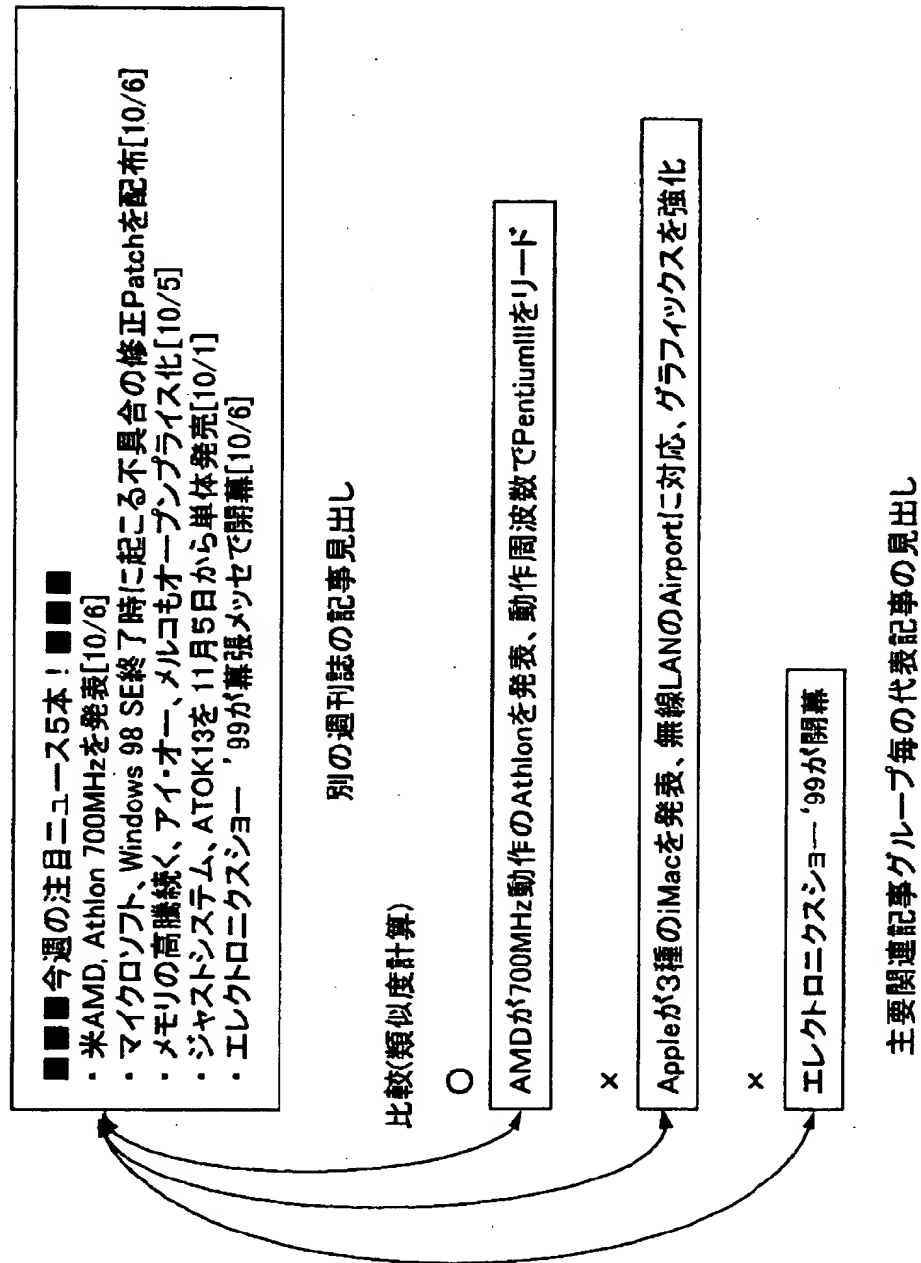 ■■■今週の注目ニュース5本！■■■
・米AMD, Athlon 700MHzを発表[10/6]
・マイクロソフト、Windows 98 SE終了時に起こる不具合の修正Patchを配布[10/6]
・メモリの高騰続く、アイ・オー、メルコもオープンプライス化[10/5]
・ジャストシステム、ATOK13を11月5日から単体発売[10/1]
・エレクトロニクスショー '99が幕張メッセで開幕[10/6]
別の週刊誌の記事見出し
比較(類似度計算)
○
AMDが700MHz動作のAthlonを発表、動作周波数でPentiumIIIをリード
×
Appleが3種のiMacを発表、無線LANのAirportに対応、グラフィックスを強化
×
エレクトロニクスショー '99が開幕
主要関連記事グループ毎の代表記事の見出し